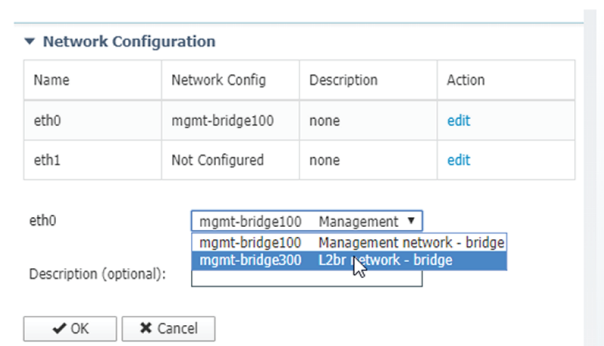 Network Configuration
Name Network Config Description Action
eth0 mgmt-bridge100 none edit
eth1 Not Configured none edit
eth0 mgmt-bridge100 Management
mgmt-bridge100 Management network - bridge
mgmt-bridge300 L2br network - bridge
Description (optional):
OK Cancel